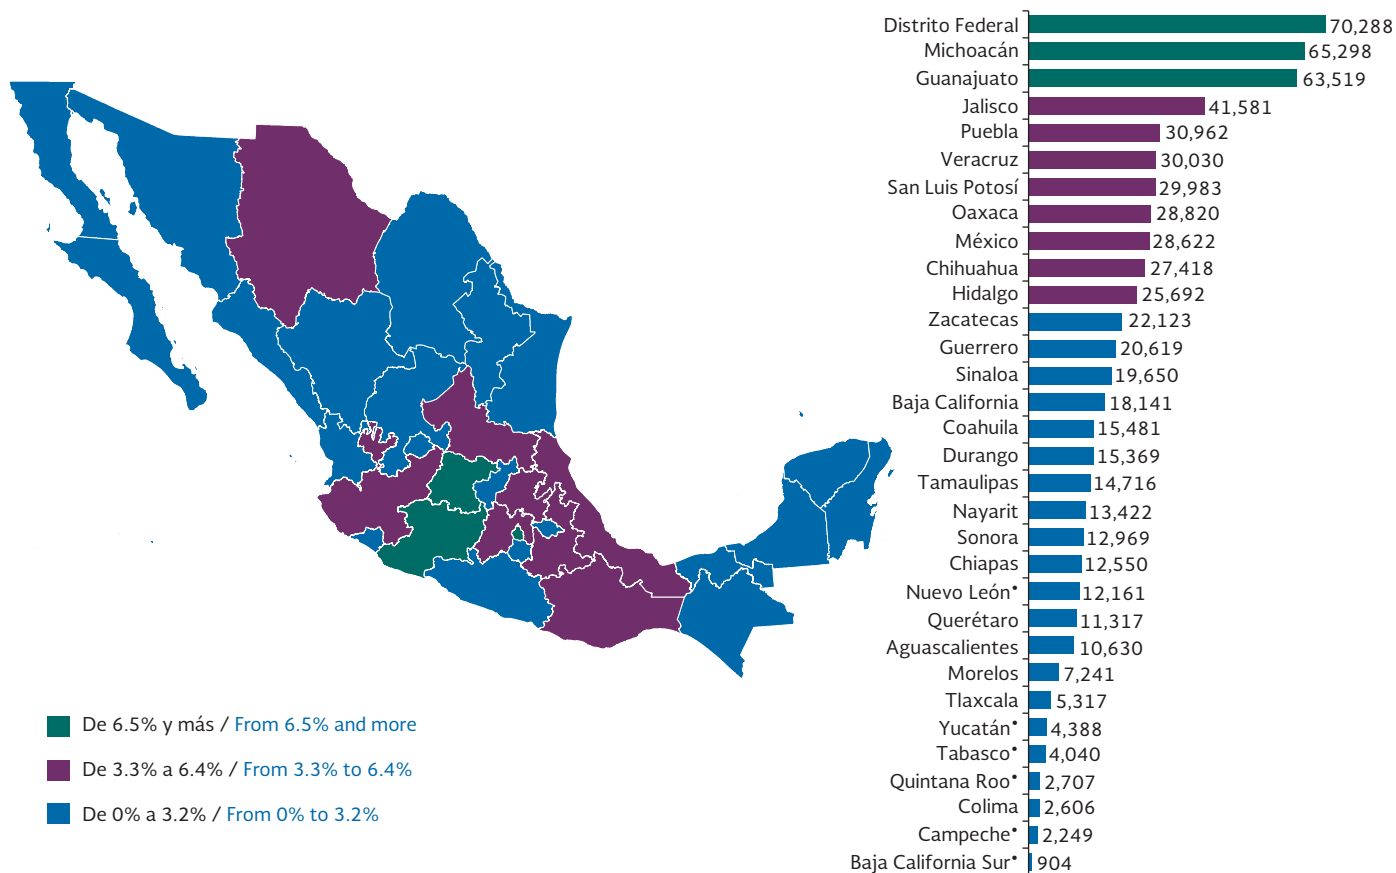 Distrito Federal 70,288
Michoacán 65,298
Guanajuato 63,519
Jalisco 41,581
Puebla 30,962
Veracruz 30,030
San Luis Potosí 29,983
Oaxaca 28,820
México 28,622
Chihuahua 27,418
Hidalgo 25,692
Zacatecas 22,123
Guerrero 20,619
Sinaloa 19,650
Baja California 18,141
Coahuila 15,481
Durango 15,369
Tamaulipas 14,716
Nayarit 13,422
Sonora 12,969
Chiapas 12,550
Nuevo León• 12,161
Querétaro 11,317
Aguascalientes 10,630
Morelos 7,241
Tlaxcala 5,317
Yucatán• 4,388
Tabasco• 4,040
Quintana Roo• 2,707
Colima 2,606
Campeche• 2,249
Baja California Sur• 904
De 6.5% y más / From 6.5% and more
De 3.3% a 6.4% / From 3.3% to 6.4%
De 0% a 3.2% / From 0% to 3.2%